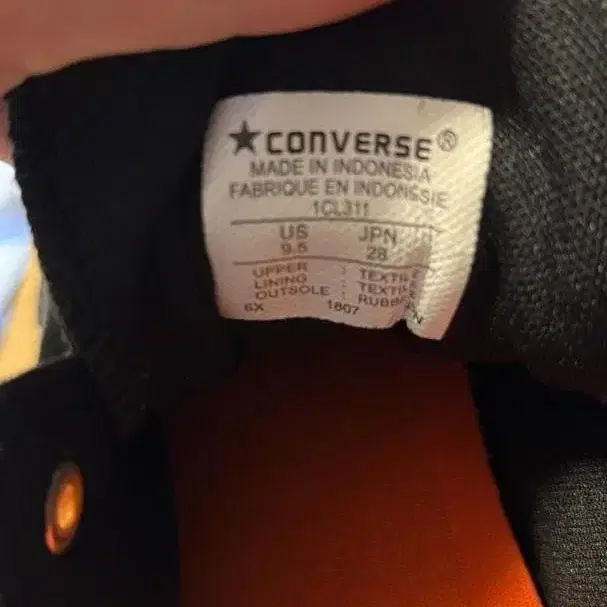 ★CONVERSE®
MADE IN INDONESIA
FABRIQUE EN INDONSSIE
1CL311
US JPN
9.5 28
UPPER : TEXTILE
LINING : TEXTILE
OUTSOLE : RUBBER
6X 1807